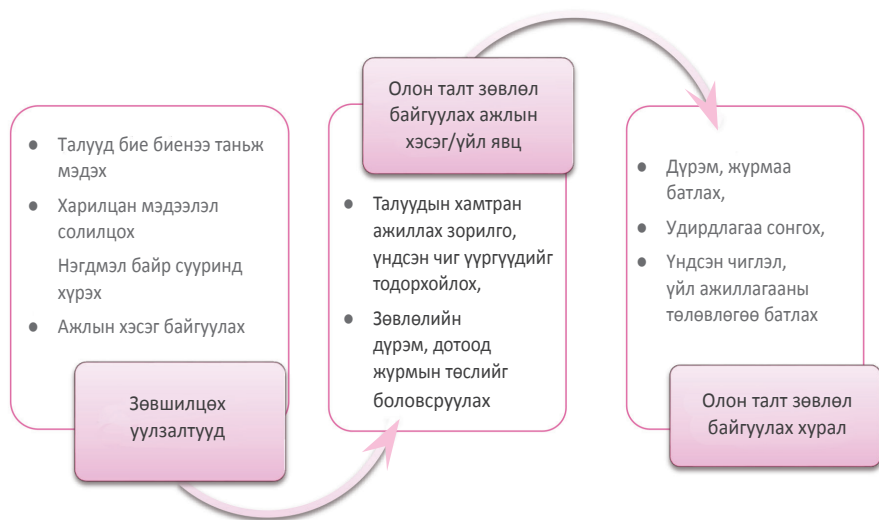 Талууд бие биенээ таньж
мэдэх
Харилцан мэдээлэл
солилцох
Нэгдмэл байр сууринд
хүрэх
Ажлын хэсэг байгуулах
Зөвшилцөх
уулзалтууд
Олон талт зөвлөл
байгуулах ажлын
хэсэг/үйл явц
Талуудын хамтран
ажиллах зорилго,
үндсэн чиг үүргүүдийг
тодорхойлох,
Зөвлөлийн
дүрэм, дотоод
журмын төслийг
боловсруулах
Дүрэм, журмаа
батлах,
Удирдлагаа сонгох,
Үндсэн чиглэл,
үйл ажиллагааны
төлөвлөгөө батлах
Олон талт зөвлөл
байгуулах хурал